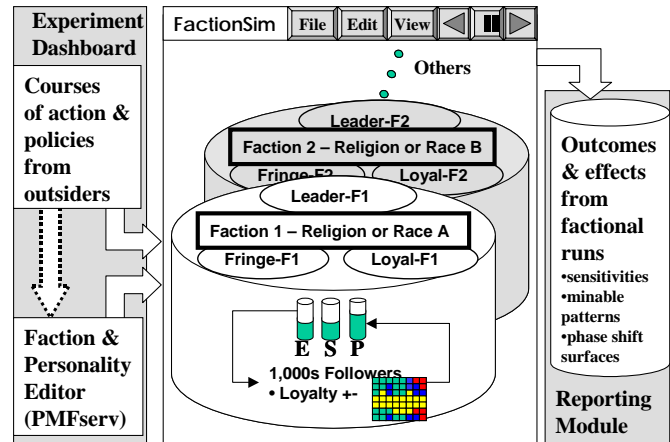 Experiment
Dashboard
Courses
of action &
policies
from
outsiders
Faction &
Personality
Editor
(PMFserv)
FactionSim
File
Edit
View
Others
Leader-F2
Faction 2 – Religion or Race B
Fringe-F2
Loyal-F2
Leader-F1
Faction 1 – Religion or Race A
Fringe-F1
Loyal-F1
E S P
1,000s Followers
• Loyalty +-
Outcomes
& effects
from
factional
runs
•sensitivities
•minable
patterns
•phase shift
surfaces
Reporting
Module